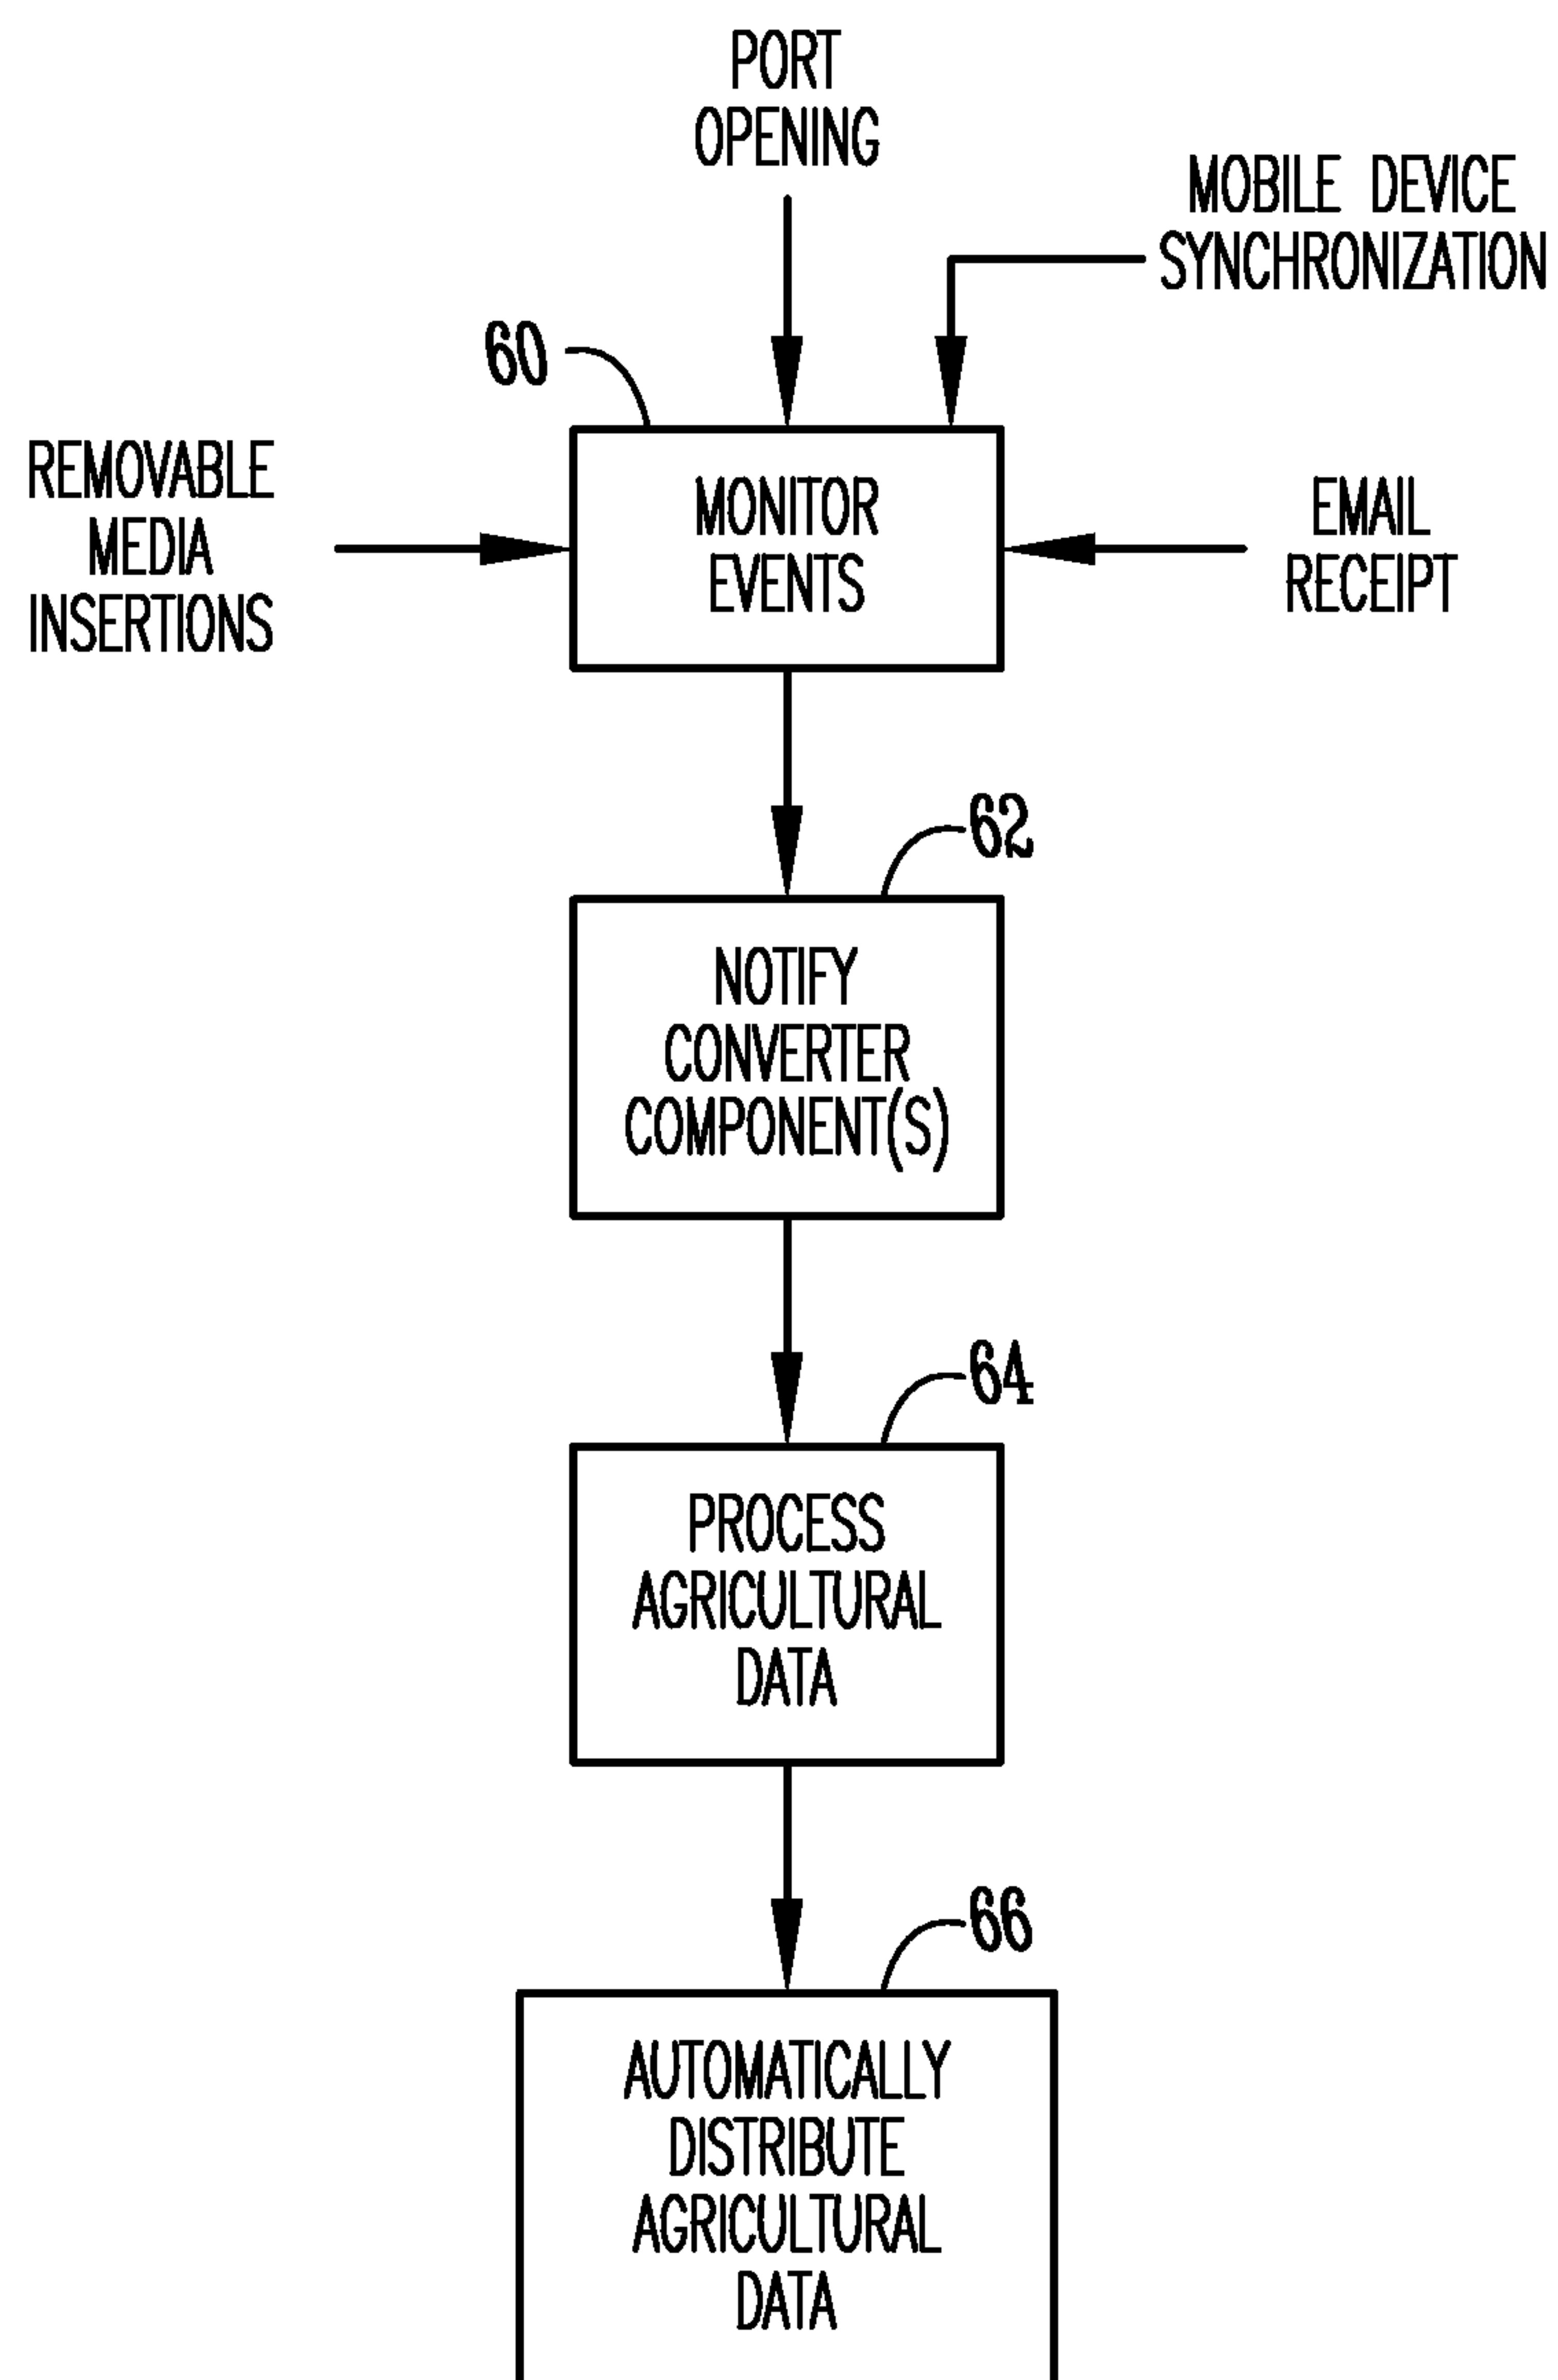 PORT
OPENING
MOBILE DEVICE
SYNCHRONIZATION
60
REMOVABLE
MEDIA
INSERTIONS
MONITOR
EVENTS
EMAIL
RECEIPT
62
NOTIFY
CONVERTER
COMPONENT(S)
64
PROCESS
AGRICULTURAL
DATA
66
AUTOMATICALLY
DISTRIBUTE
AGRICULTURAL
DATA